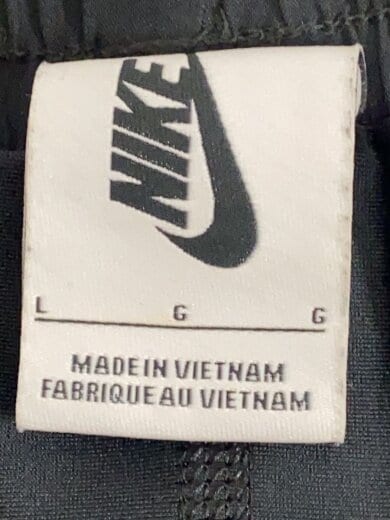 NIKE
L G G
MADE IN VIETNAM
FABRIQUE AU VIETNAM